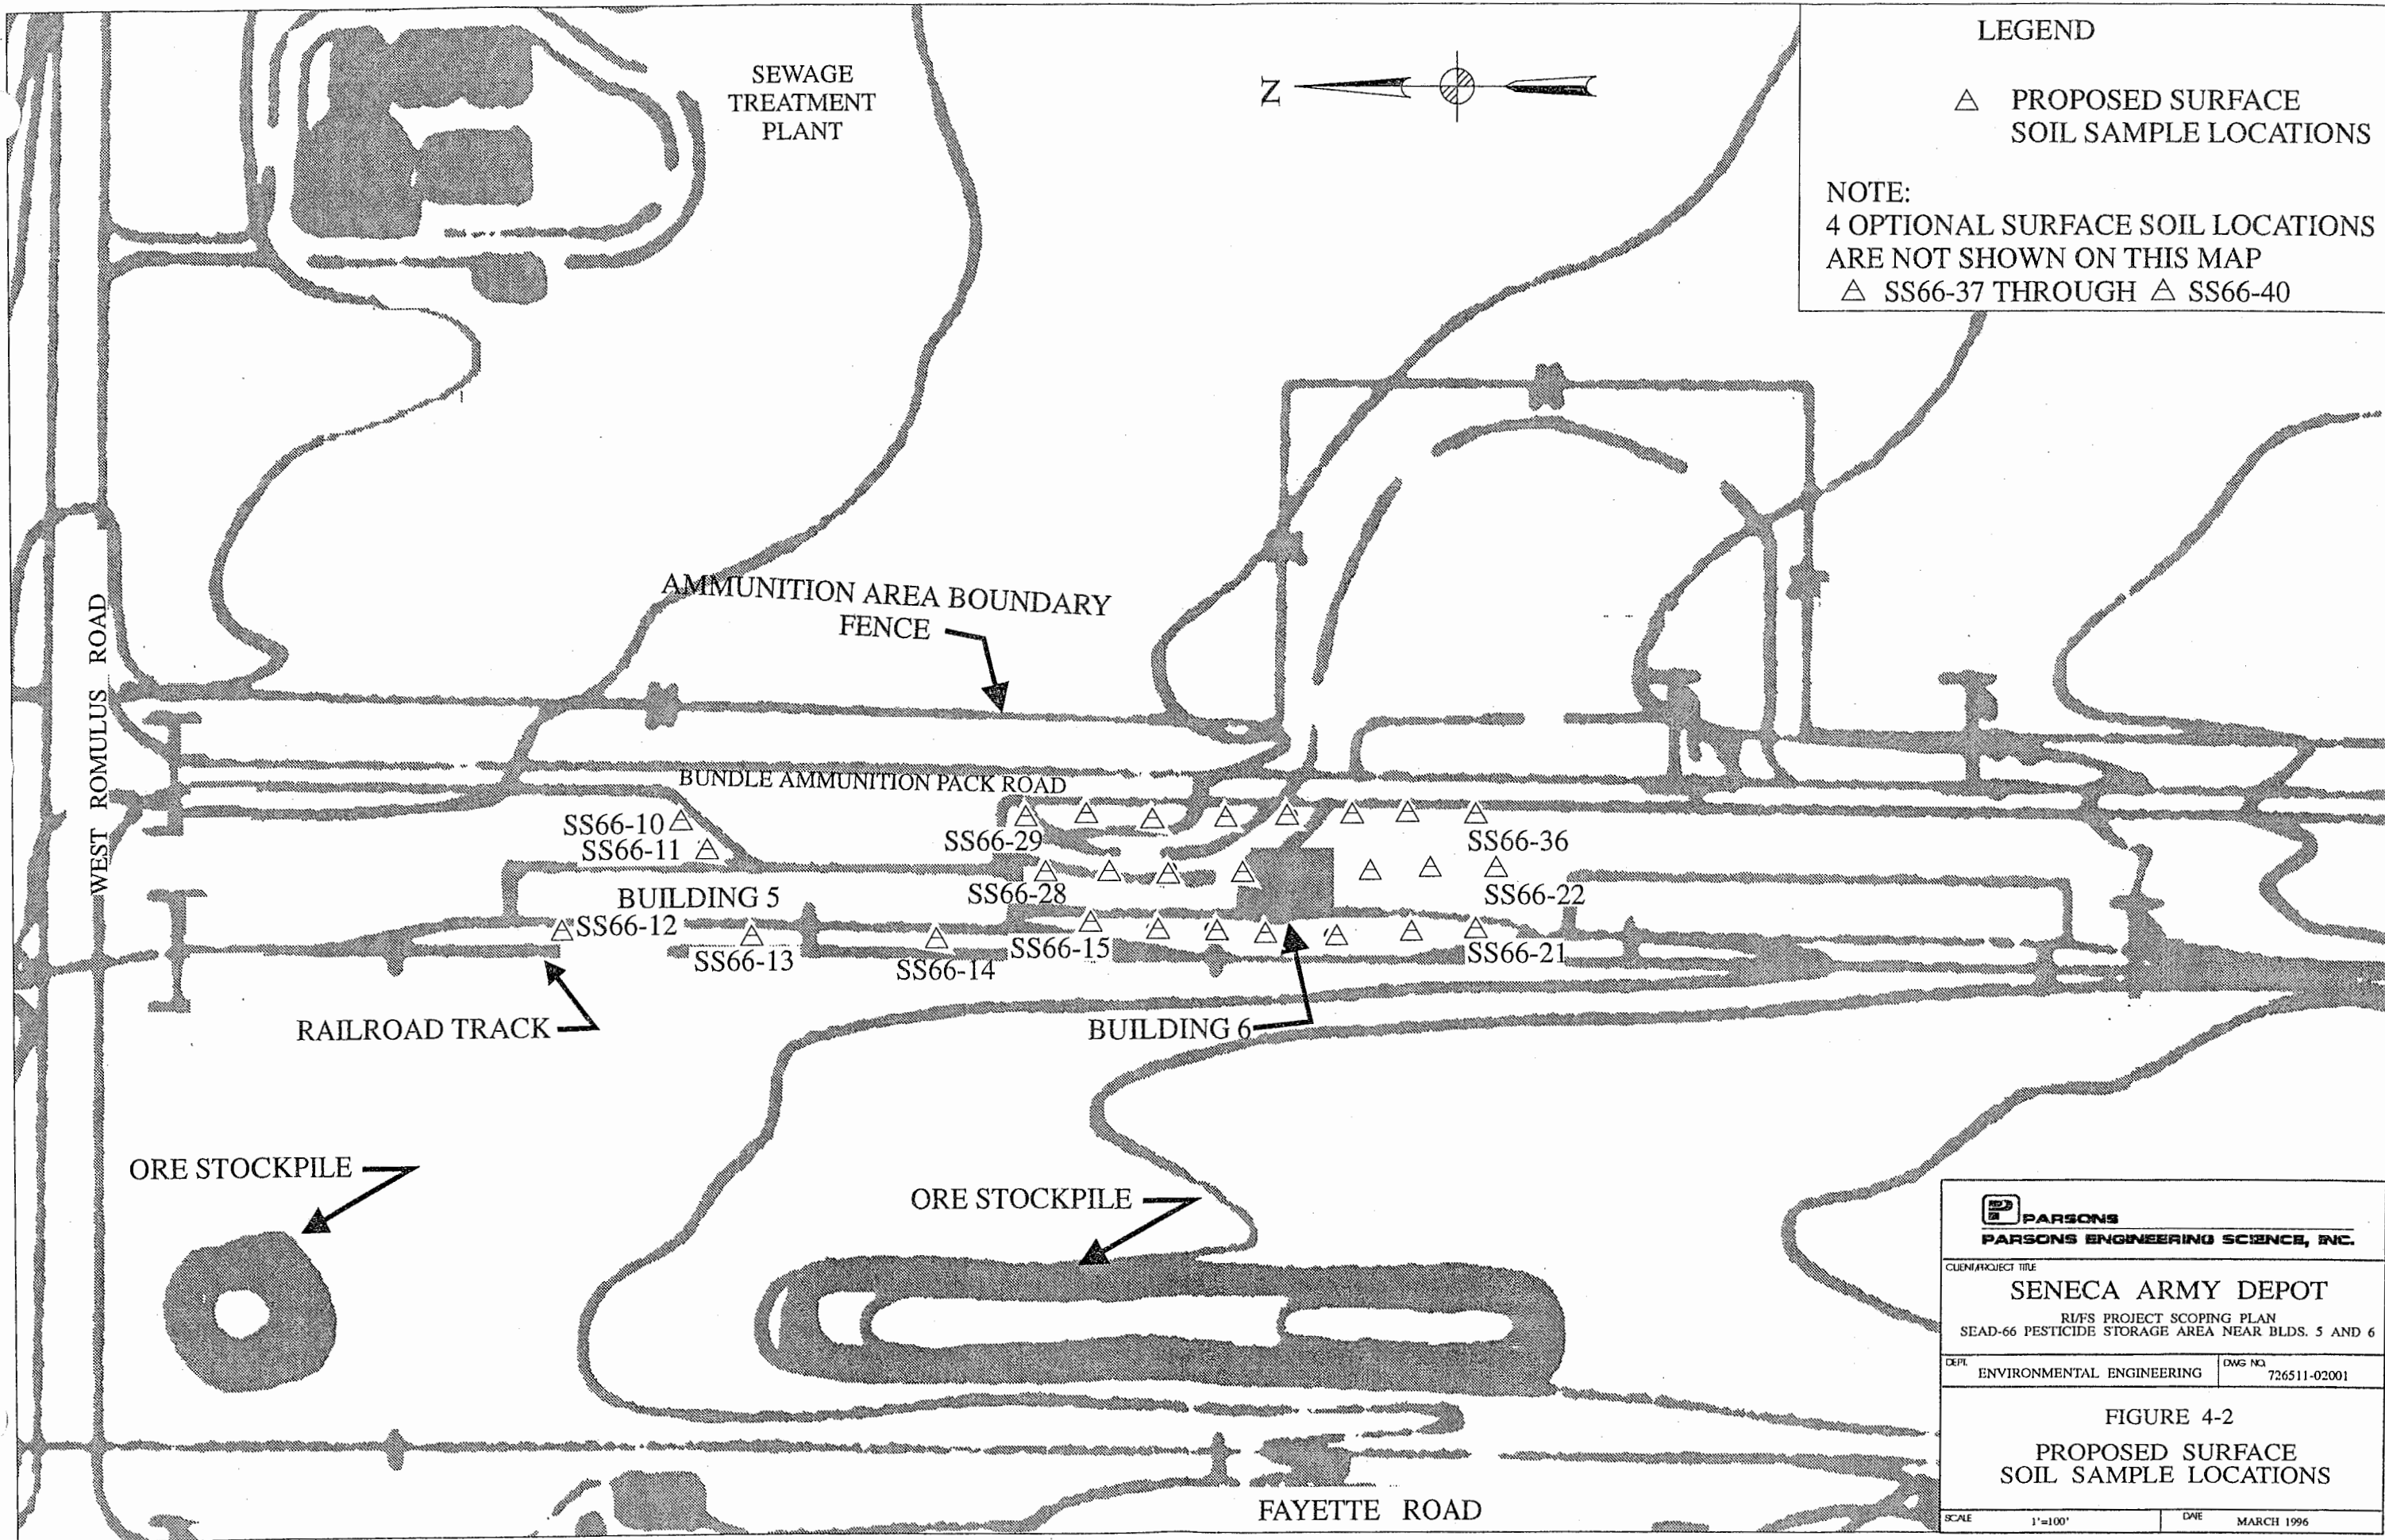 SEWAGE
TREATMENT
PLANT
N
LEGEND
△ PROPOSED SURFACE
SOIL SAMPLE LOCATIONS
NOTE:
4 OPTIONAL SURFACE SOIL LOCATIONS
ARE NOT SHOWN ON THIS MAP
△ SS66-37 THROUGH △ SS66-40
WEST ROMULUS ROAD
AMMUNITION AREA BOUNDARY
FENCE
BUNDLE AMMUNITION PACK ROAD
SS66-10
SS66-11
SS66-29
SS66-36
BUILDING 5
SS66-28
SS66-22
SS66-12
SS66-13
SS66-14
SS66-15
SS66-21
RAILROAD TRACK
BUILDING 6
ORE STOCKPILE
ORE STOCKPILE
FAYETTE ROAD
P PARSONS
PARSONS ENGINEERING SCIENCE, INC.
CLIENT/PROJECT TITLE
SENECA ARMY DEPOT
RI/FS PROJECT SCOPING PLAN
SEAD-66 PESTICIDE STORAGE AREA NEAR BLDS. 5 AND 6
DEPT. ENVIRONMENTAL ENGINEERING
DWG NO. 726511-02001
FIGURE 4-2
PROPOSED SURFACE
SOIL SAMPLE LOCATIONS
SCALE 1'=100'
DATE MARCH 1996